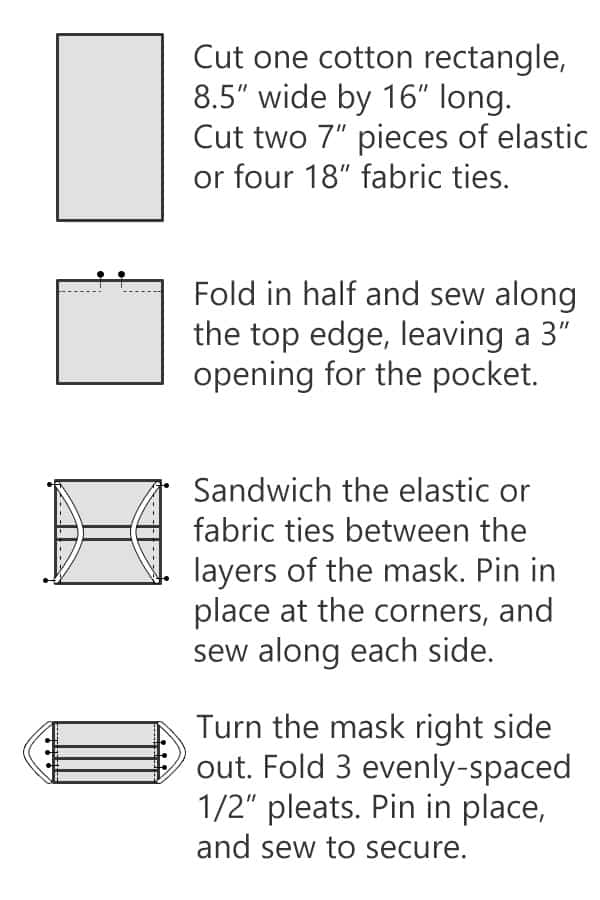 Cut one cotton rectangle,
8.5” wide by 16” long.
Cut two 7” pieces of elastic
or four 18” fabric ties.
Fold in half and sew along
the top edge, leaving a 3”
opening for the pocket.
Sandwich the elastic or
fabric ties between the
layers of the mask. Pin in
place at the corners, and
sew along each side.
Turn the mask right side
out. Fold 3 evenly-spaced
1/2” pleats. Pin in place,
and sew to secure.